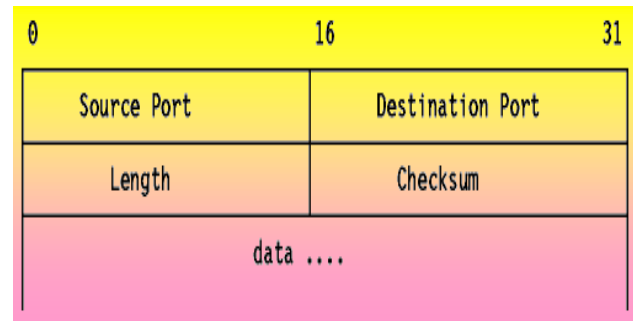 0 16 31
Source Port Destination Port
Length Checksum
data ....